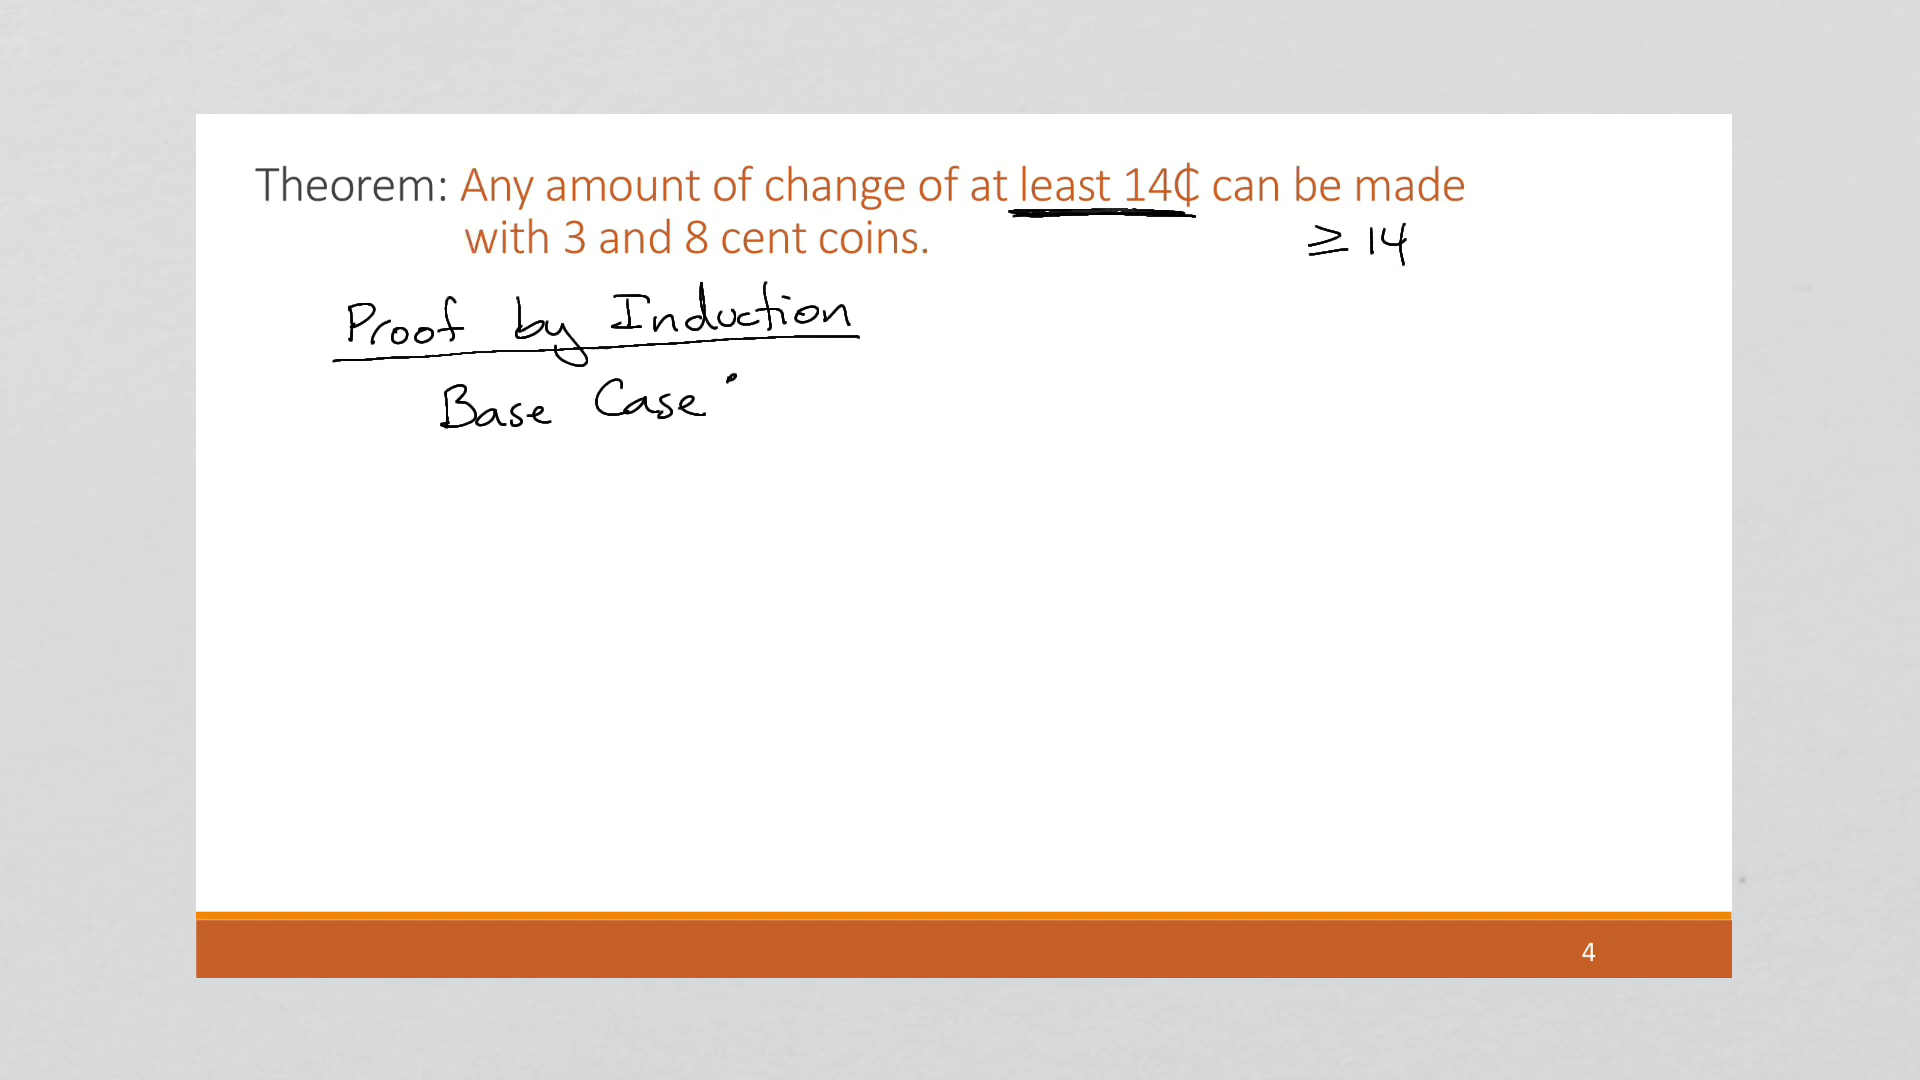 Theorem: Any amount of change of at least 14₵ can be made
with 3 and 8 cent coins.
≥ 14
Proof by Induction
Base Case
4